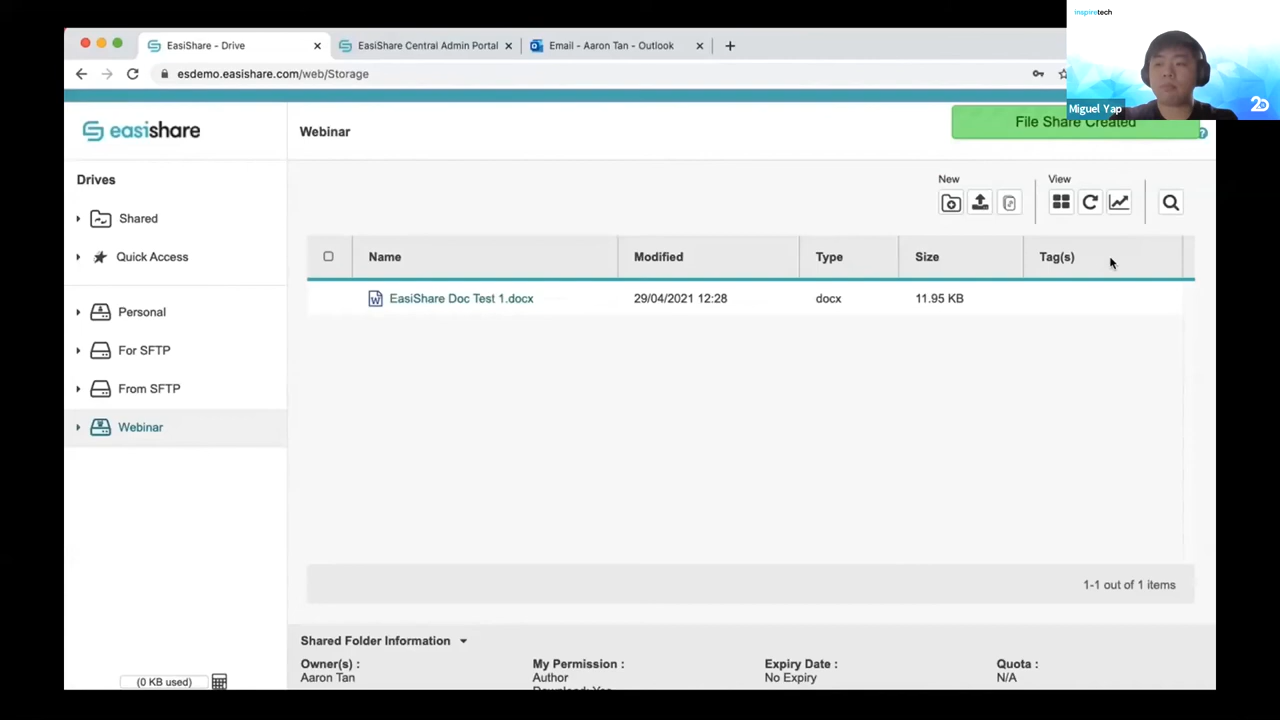 inspiretech
EasiShare - Drive
EasiShare Central Admin Portal
Email - Aaron Tan - Outlook
esdemo.easishare.com/web/Storage
Miguel Yap
20
easishare
Webinar
File Share Created
Drives
Shared
Quick Access
Personal
For SFTP
From SFTP
Webinar
(0 KB used)
New
View
Name
Modified
Type
Size
Tag(s)
EasiShare Doc Test 1.docx
29/04/2021 12:28
docx
11.95 KB
1-1 out of 1 items
Shared Folder Information
Owner(s) :
My Permission :
Expiry Date :
Quota :
Aaron Tan
Author
No Expiry
N/A